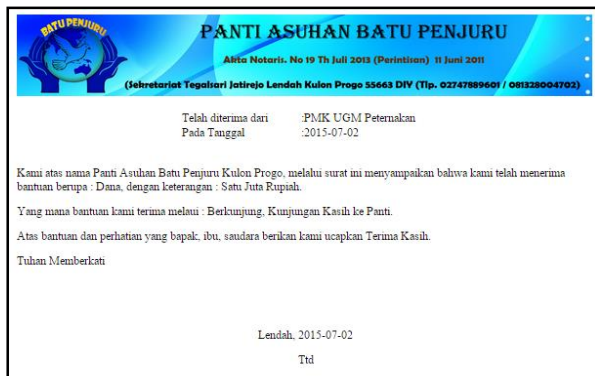 BATU PENJURU
PANTI ASUHAN BATU PENJURU
Akta Notaris. No 19 Th Juli 2013 (Perintisan) 11 Juni 2011
(Sekretariat Tegalsari Jatirejo Lendah Kulon Progo 55663 DIY (Tlp. 02747889601 / 081328004702)
Telah diterima dari :PMK UGM Peternakan
Pada Tanggal :2015-07-02
Kami atas nama Panti Asuhan Batu Penjuru Kulon Progo, melalui surat ini menyampaikan bahwa kami telah menerima
bantuan berupa : Dana, dengan keterangan : Satu Juta Rupiah.
Yang mana bantuan kami terima melaui : Berkunjung, Kunjungan Kasih ke Panti.
Atas bantuan dan perhatian yang bapak, ibu, saudara berikan kami ucapkan Terima Kasih.
Tuhan Memberkati
Lendah, 2015-07-02
Ttd